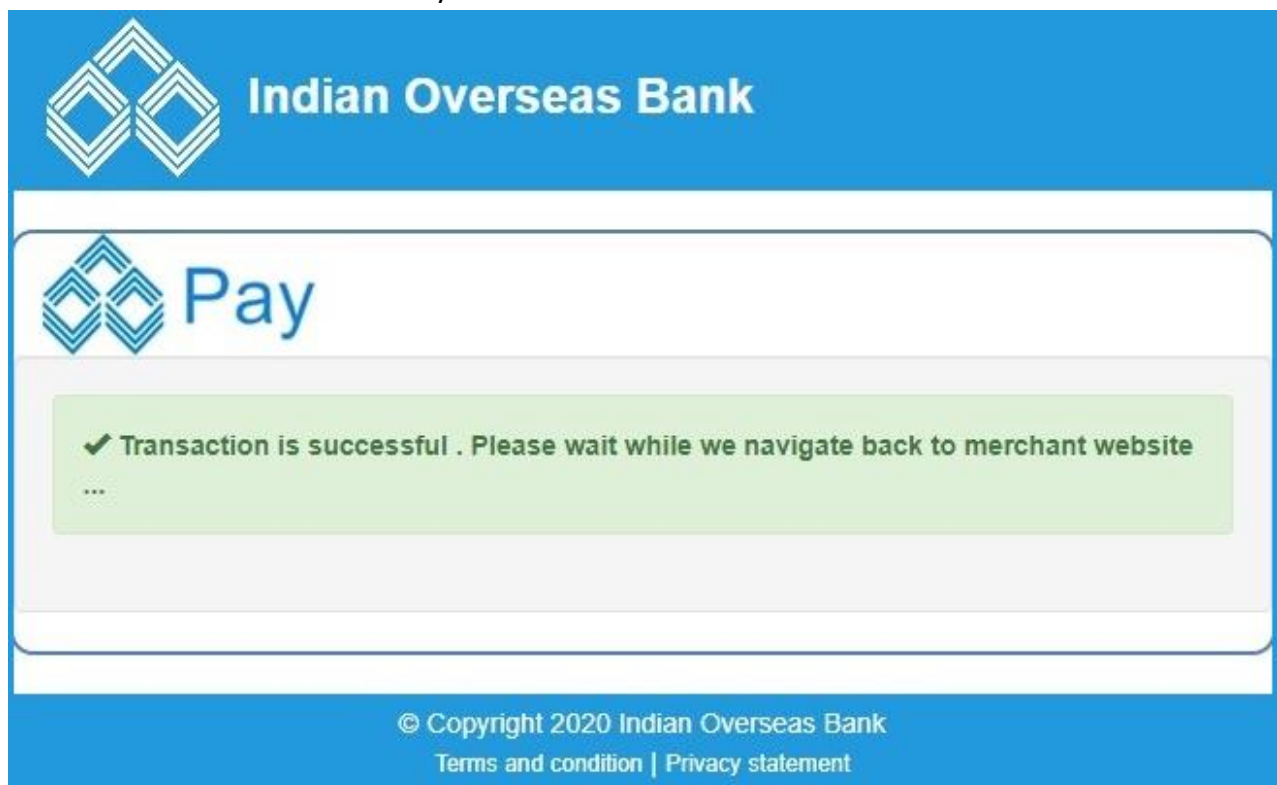 Indian Overseas Bank
Pay
✔ Transaction is successful . Please wait while we navigate back to merchant website
...
© Copyright 2020 Indian Overseas Bank
Terms and condition | Privacy statement